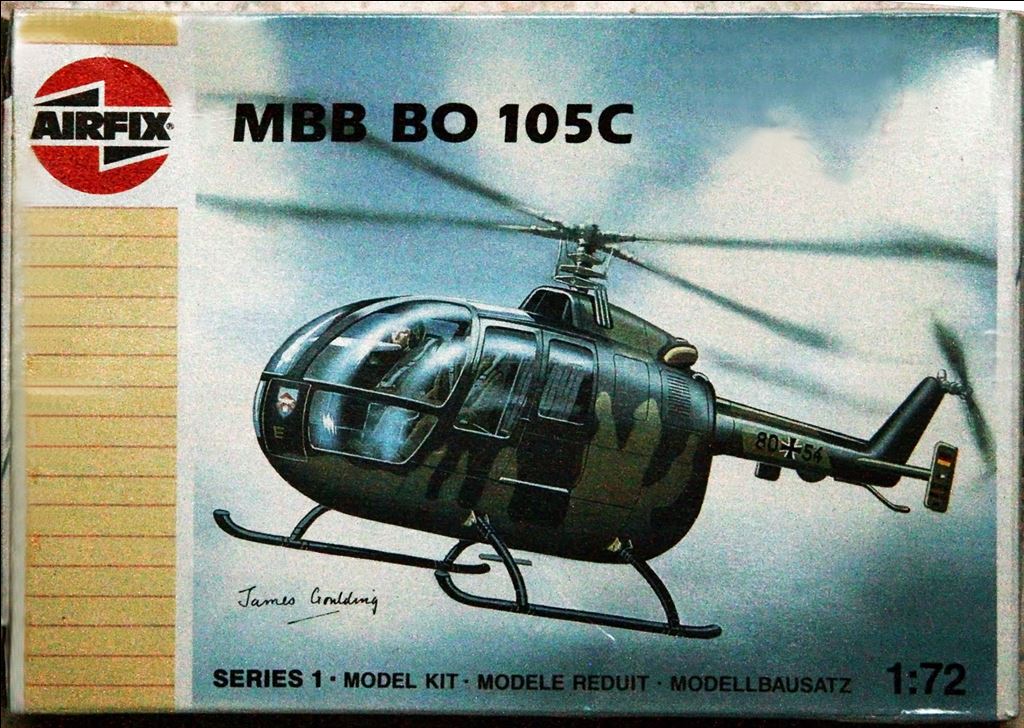 AIRFIX®
MBB BO 105C
80 54
James Goulding
SERIES 1 · MODEL KIT · MODELE REDUIT · MODELLBAUSATZ 1:72